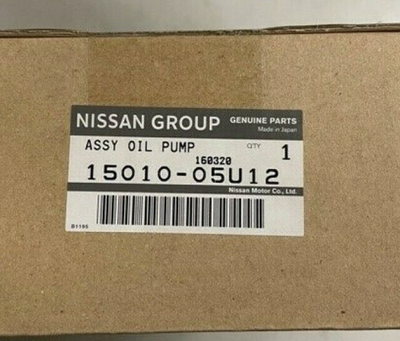 NISSAN GROUP GENUINE PARTS
Made in Japan
ASSY OIL PUMP QTY 1
160320
15010-05U12
Nissan Motor Co., Ltd.
B1195